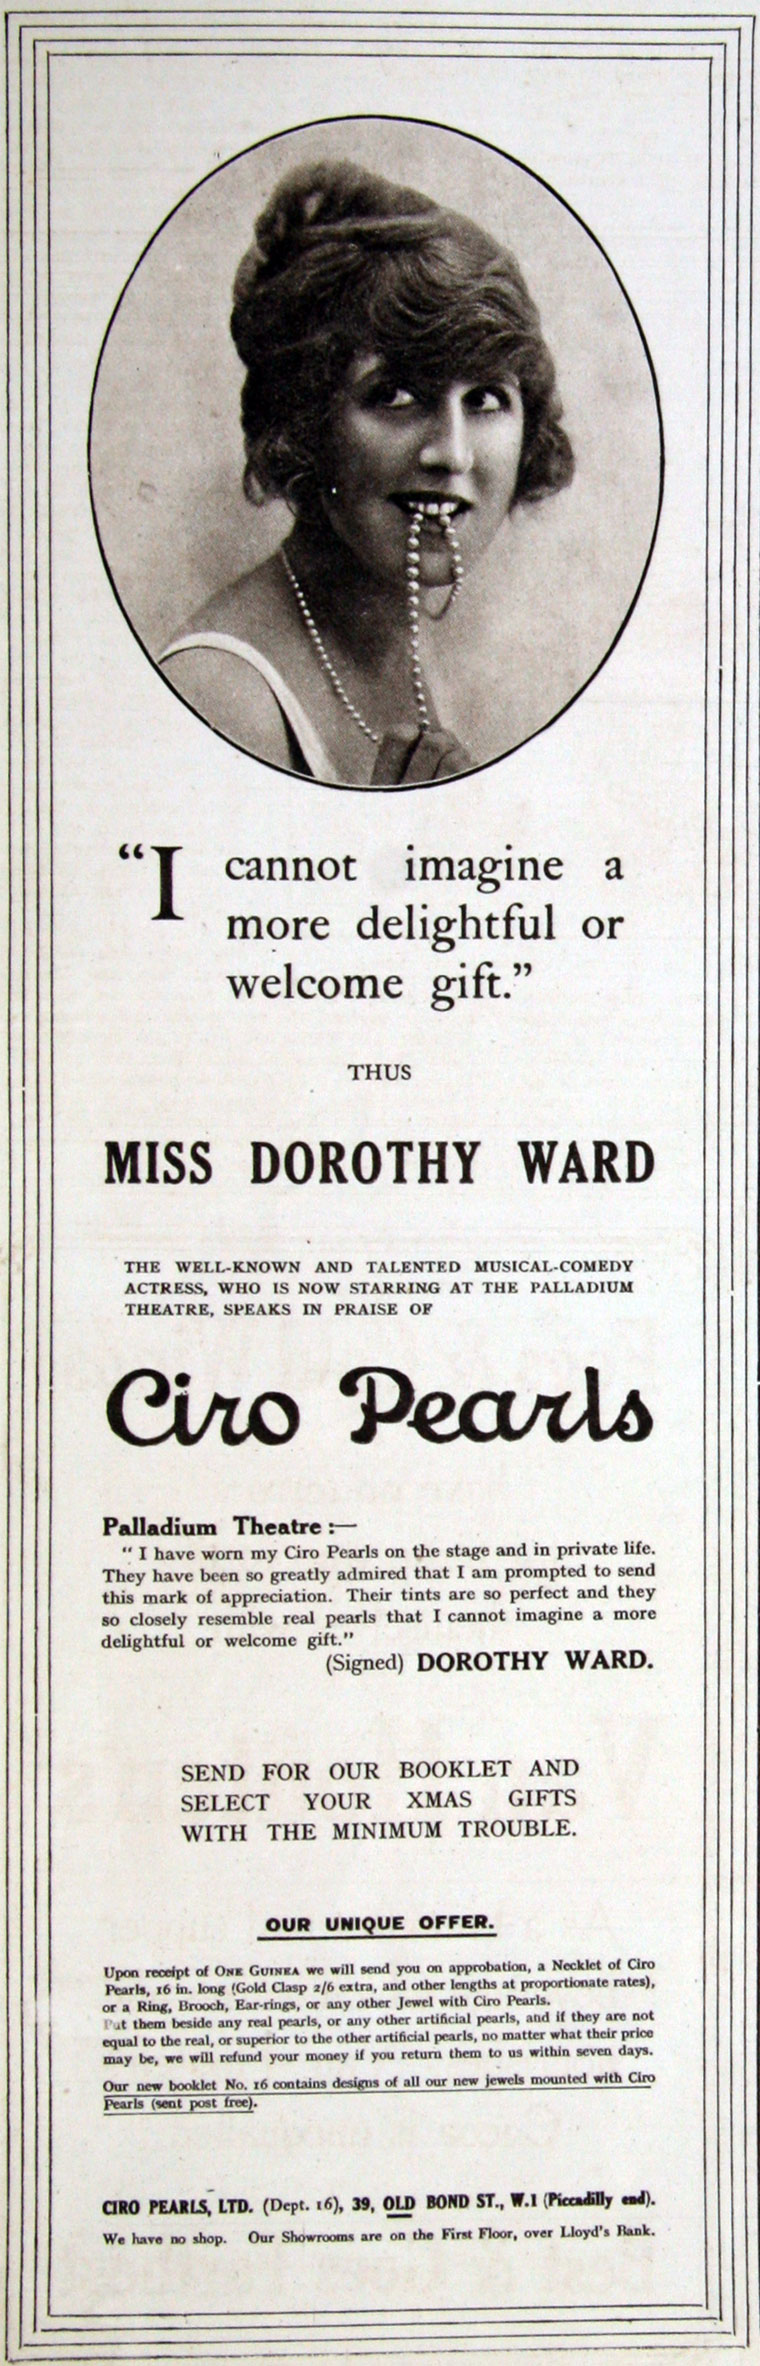 “I cannot imagine a
more delightful or
welcome gift.”
THUS
MISS DOROTHY WARD
THE WELL-KNOWN AND TALENTED MUSICAL-COMEDY
ACTRESS, WHO IS NOW STARRING AT THE PALLADIUM
THEATRE, SPEAKS IN PRAISE OF
Ciro Pearls
Palladium Theatre :—
“ I have worn my Ciro Pearls on the stage and in private life.
They have been so greatly admired that I am prompted to send
this mark of appreciation. Their tints are so perfect and they
so closely resemble real pearls that I cannot imagine a more
delightful or welcome gift.”
(Signed) DOROTHY WARD.
SEND FOR OUR BOOKLET AND
SELECT YOUR XMAS GIFTS
WITH THE MINIMUM TROUBLE.
OUR UNIQUE OFFER.
Upon receipt of ONE GUINEA we will send you on approbation, a Necklet of Ciro
Pearls, 16 in. long (Gold Clasp 2/6 extra, and other lengths at proportionate rates),
or a Ring, Brooch, Ear-rings, or any other Jewel with Ciro Pearls.
Put them beside any real pearls, or any other artificial pearls, and if they are not
equal to the real, or superior to the other artificial pearls, no matter what their price
may be, we will refund your money if you return them to us within seven days.
Our new booklet No. 16 contains designs of all our new jewels mounted with Ciro
Pearls (sent post free).
CIRO PEARLS, LTD. (Dept. 16), 39, OLD BOND ST., W.1 (Piccadilly end).
We have no shop. Our Showrooms are on the First Floor, over Lloyd's Bank.